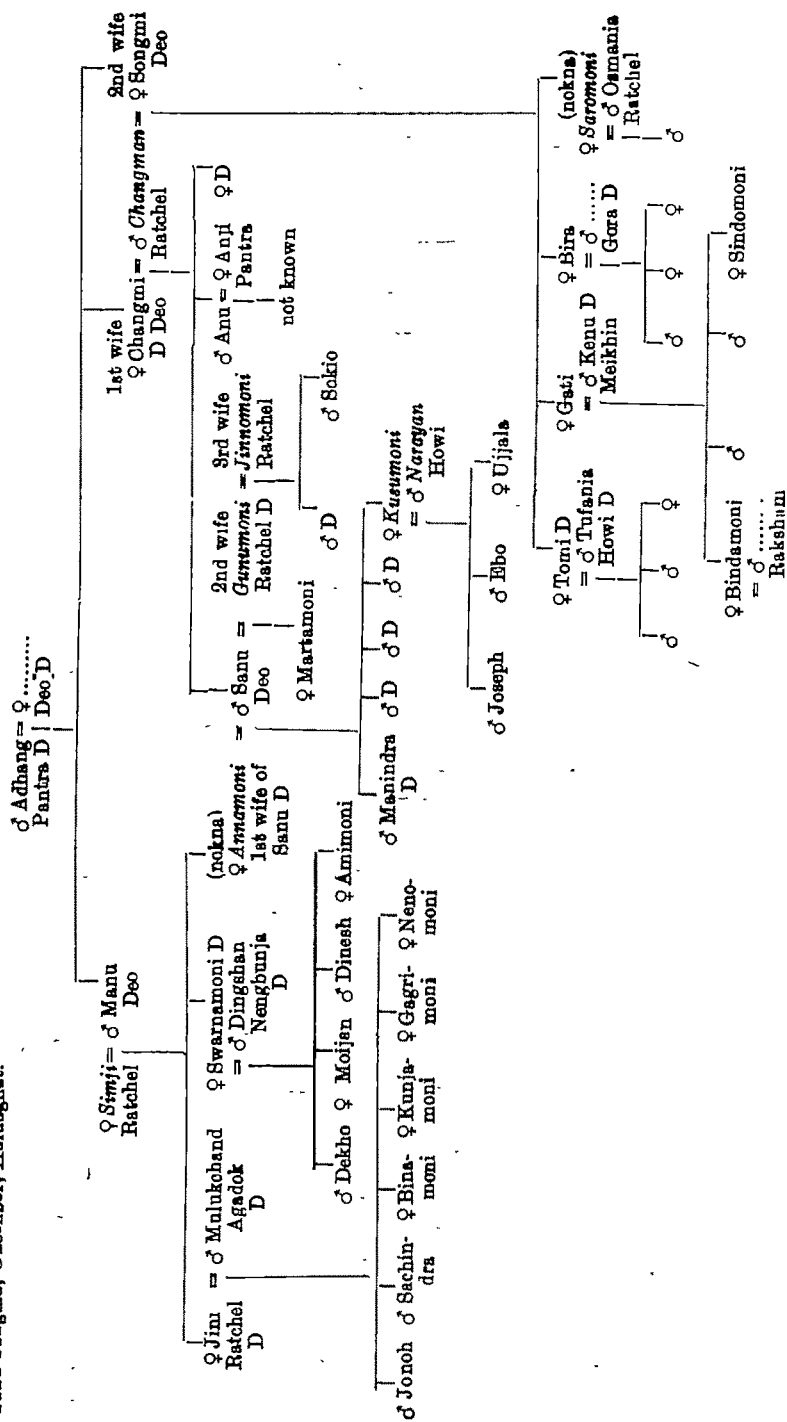 ♂ Adhang = ♀ .........
Pantra D Deo D
♀ Simji = ♂ Manu
Ratchel Deo
1st wife
♀ Changmi = ♂ Changman = ♀ Songmi
D Deo Ratchel Deo
2nd wife
♀ Jini = ♂ Mulukchand
Ratchel Agadok
D D
♀ Swarnamoni D
= ♂ Dingshan
Nengbunja
D
(nokna)
♀ Annamoni
1st wife of
Sanu D
= ♂ Sanu =
Deo
2nd wife
Gunumoni
Ratchel D
3rd wife
= Jinnomoni
Ratchel
♂ Anu = ♀ Anji
Pantra
♀ D
not known
♀ Martamoni
♂ D
♂ Sokio
♂ Dekho ♀ Moijan ♂ Dinesh ♀ Amimoni
♂ Manindra ♂ D ♂ D ♂ D ♀ Kusumoni
D = ♂ Narayan
Howi
♂ Jonoh ♂ Sachin- ♀ Bina- ♀ Kunja- ♀ Gagri- ♀ Neno-
dra moni moni moni moni
♂ Joseph ♂ Ebo ♀ Ujjala
♀ Tomi D
= ♂ Tufania
Howi D
♀ Gati
= ♂ Kenu D
Meikhin
♀ Bira
= ♂ ......
Gora D
(nokna)
♀ Saromoni
= ♂ Osmania
Ratchel
♂ ♂ ♀
♂ ♀ ♀
♂
♀ Bindamoni ♂ ♂ ♀ Sindomoni
= ♂ ........
Raksham